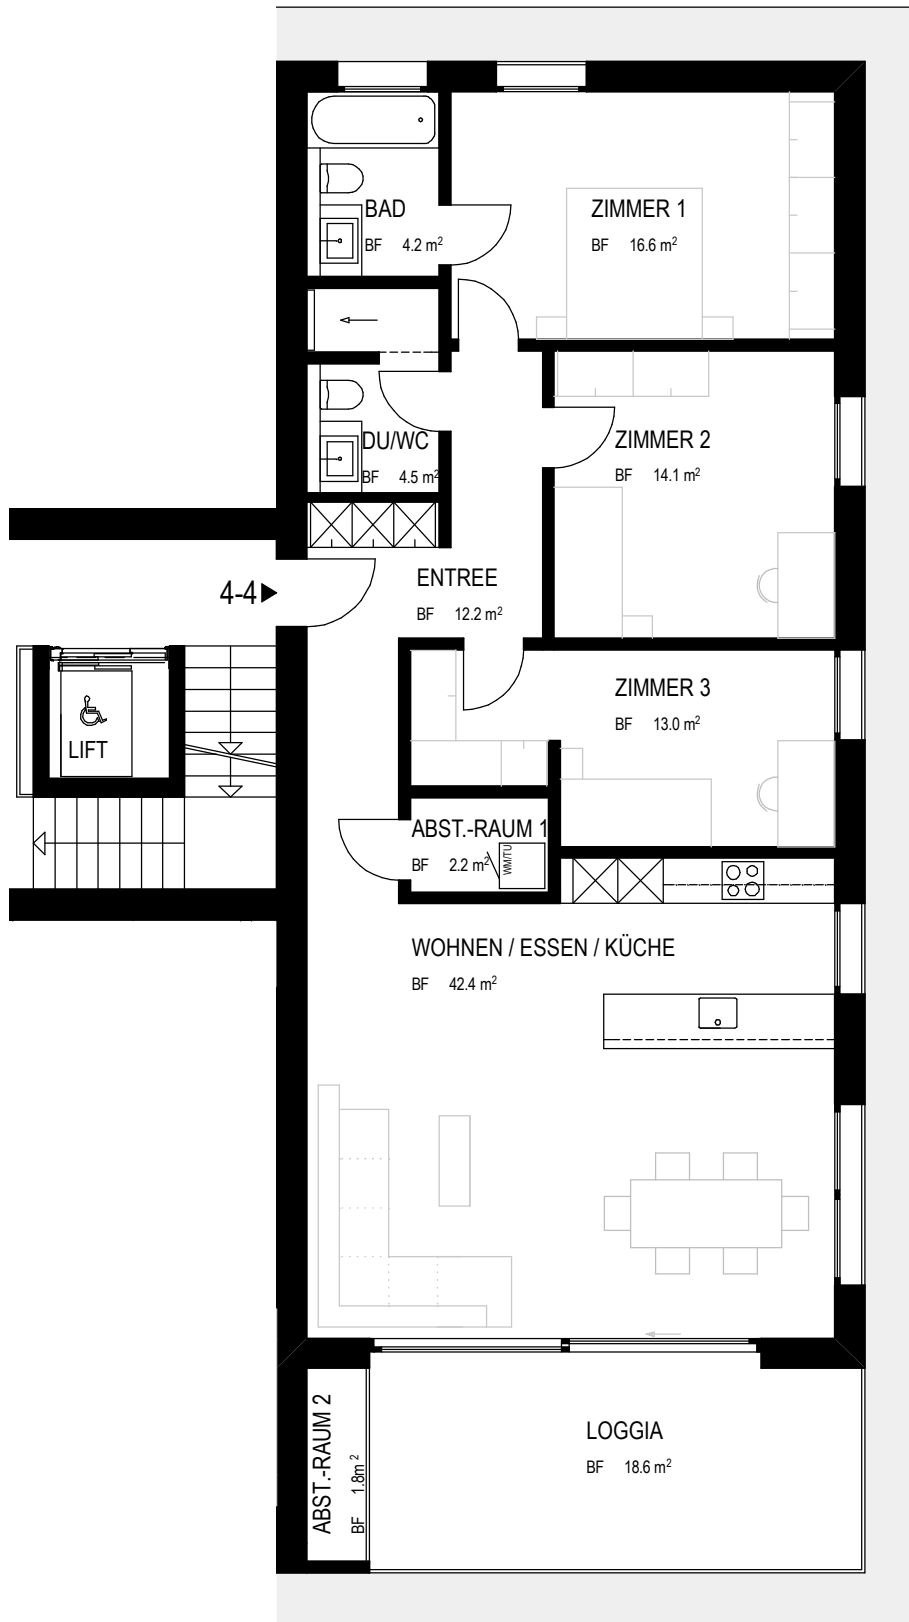 BAD
BF 4.2 m²
ZIMMER 1
BF 16.6 m²
DU/WC
BF 4.5 m²
ZIMMER 2
BF 14.1 m²
4-4
ENTREE
BF 12.2 m²
LIFT
ZIMMER 3
BF 13.0 m²
ABST.-RAUM 1
BF 2.2 m²
WM/TU
WOHNEN / ESSEN / KÜCHE
BF 42.4 m²
ABST.-RAUM 2
BF 1.8m²
LOGGIA
BF 18.6 m²